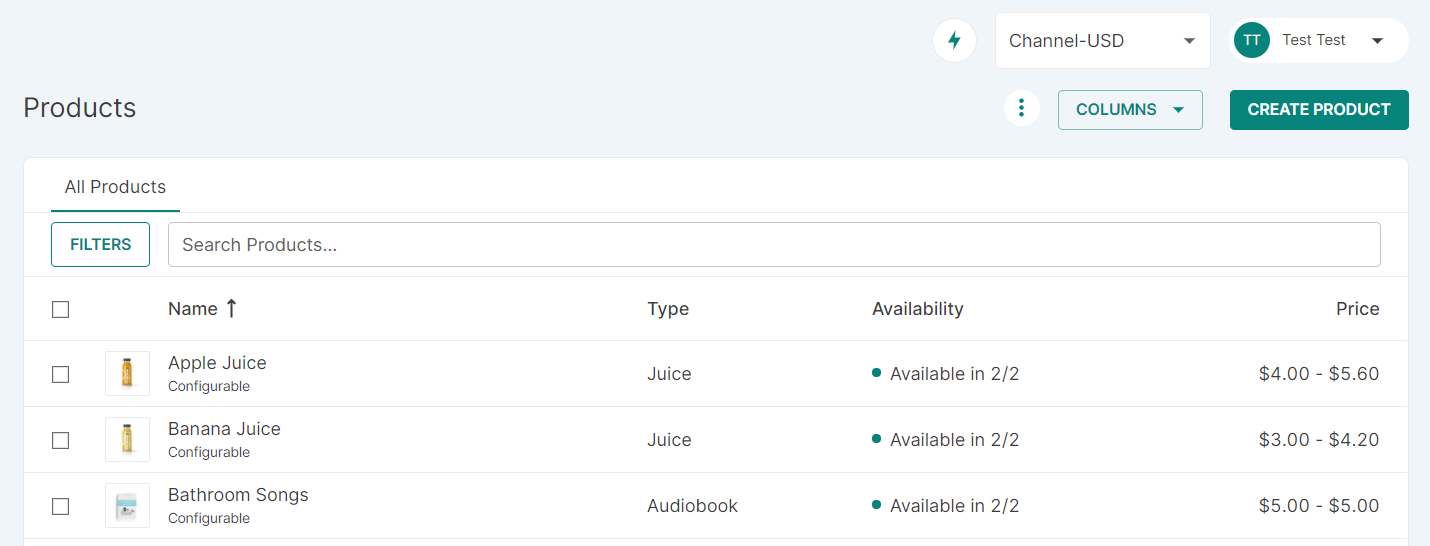 Channel-USD
TT Test Test
Products
COLUMNS
CREATE PRODUCT
All Products
FILTERS
Search Products...
Name Type Availability Price
Apple Juice
Configurable
Juice Available in 2/2 $4.00 - $5.60
Banana Juice
Configurable
Juice Available in 2/2 $3.00 - $4.20
Bathroom Songs
Configurable
Audiobook Available in 2/2 $5.00 - $5.00